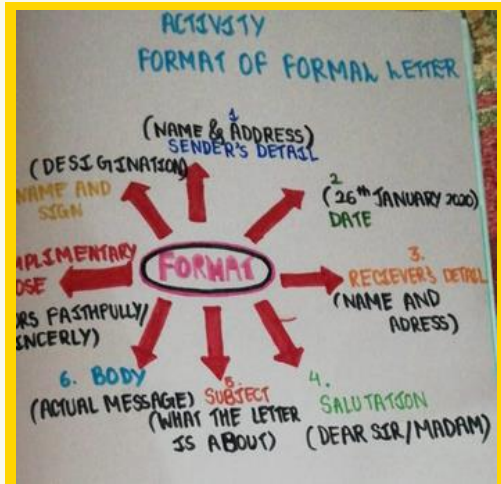 ACTIVITY
FORMAT OF FORMAL LETTER
1
(NAME & ADDRESS)
SENDER'S DETAIL
2
(26th JANUARY 2020)
DATE
3.
RECIEVER'S DETAIL
(NAME AND
ADRESS)
4.
SALUTATION
(DEAR SIR/MADAM)
5.
SUBJECT
(WHAT THE LETTER
IS ABOUT)
6. BODY
(ACTUAL MESSAGE)
MPLIMENTARY
OSE
RS FAITHFULLY/
INCERLY)
(DESIGINATION)
NAME AND
SIGN
FORMAT